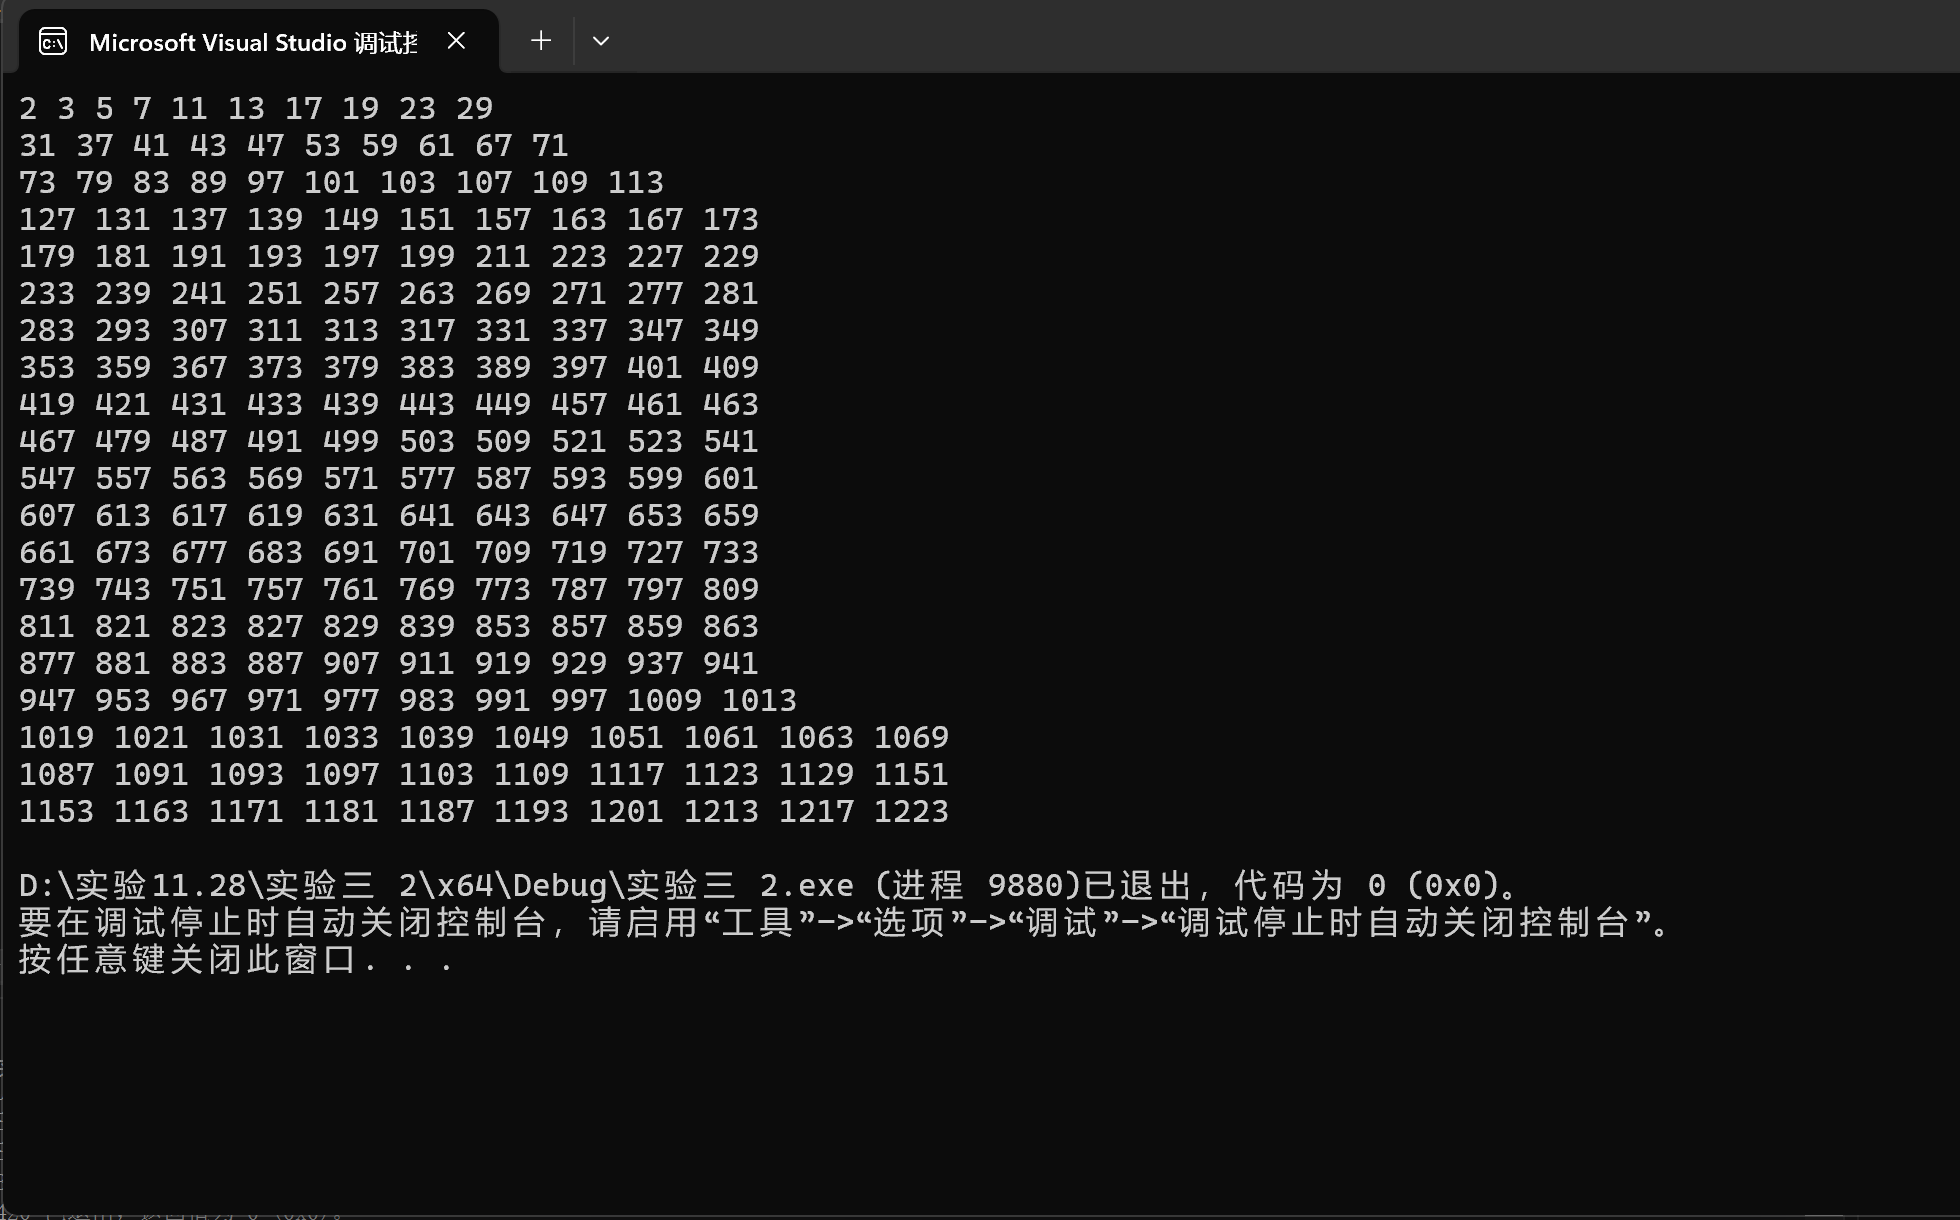 Microsoft Visual Studio 调试控
2 3 5 7 11 13 17 19 23 29
31 37 41 43 47 53 59 61 67 71
73 79 83 89 97 101 103 107 109 113
127 131 137 139 149 151 157 163 167 173
179 181 191 193 197 199 211 223 227 229
233 239 241 251 257 263 269 271 277 281
283 293 307 311 313 317 331 337 347 349
353 359 367 373 379 383 389 397 401 409
419 421 431 433 439 443 449 457 461 463
467 479 487 491 499 503 509 521 523 541
547 557 563 569 571 577 587 593 599 601
607 613 617 619 631 641 643 647 653 659
661 673 677 683 691 701 709 719 727 733
739 743 751 757 761 769 773 787 797 809
811 821 823 827 829 839 853 857 859 863
877 881 883 887 907 911 919 929 937 941
947 953 967 971 977 983 991 997 1009 1013
1019 1021 1031 1033 1039 1049 1051 1061 1063 1069
1087 1091 1093 1097 1103 1109 1117 1123 1129 1151
1153 1163 1171 1181 1187 1193 1201 1213 1217 1223
D:\实验11.28\实验三 2\x64\Debug\实验三 2.exe (进程 9880)已退出，代码为 0 (0x0)。
要在调试停止时自动关闭控制台，请启用“工具”->“选项”->“调试”->“调试停止时自动关闭控制台”。
按任意键关闭此窗口. . .